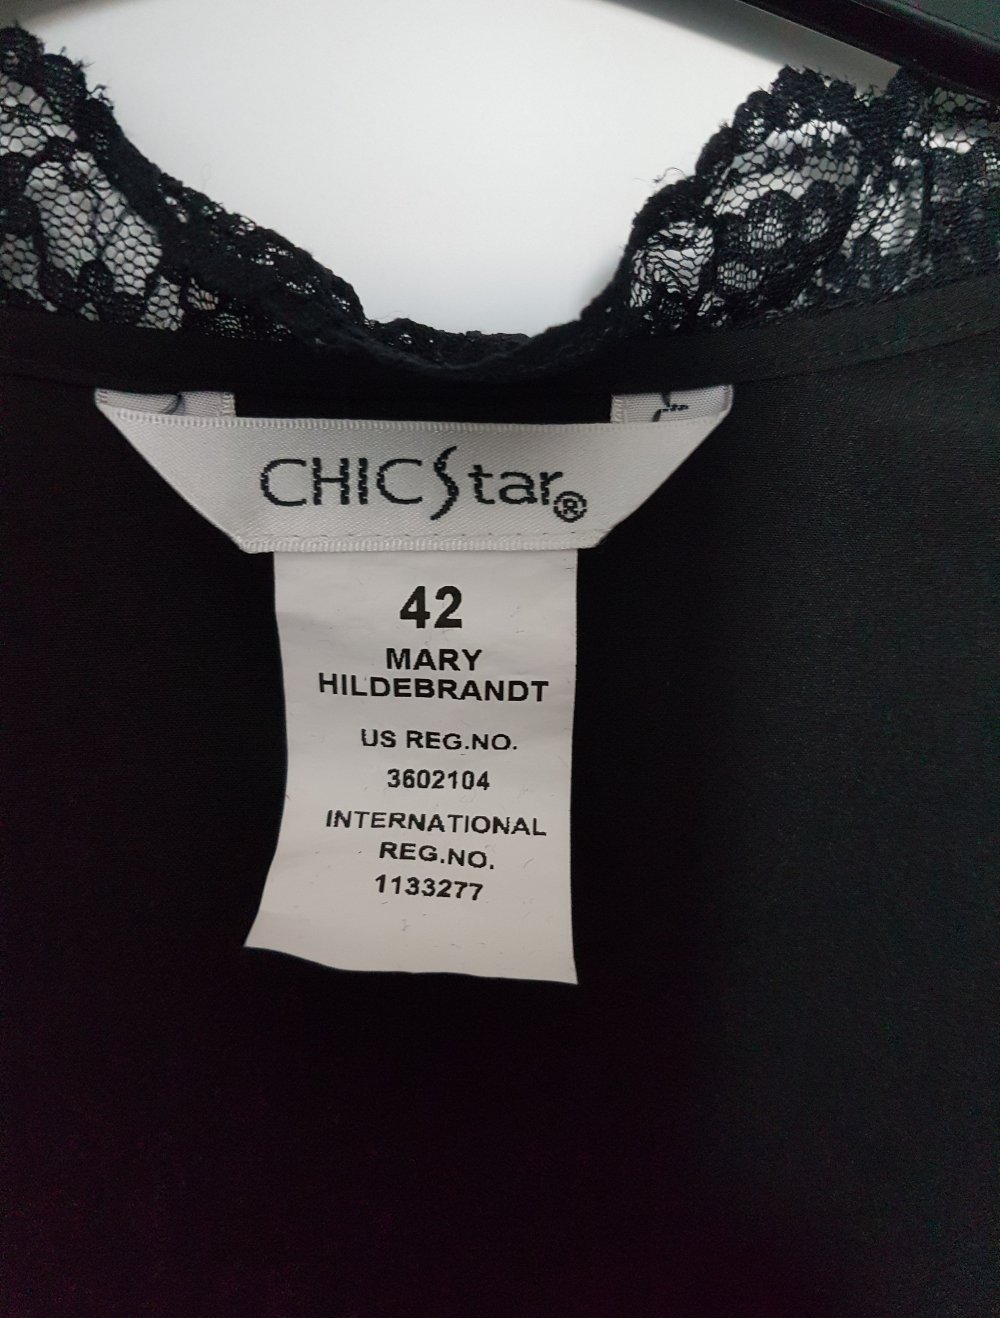 CHICStar®
42
MARY
HILDEBRANDT
US REG.NO.
3602104
INTERNATIONAL
REG.NO.
1133277